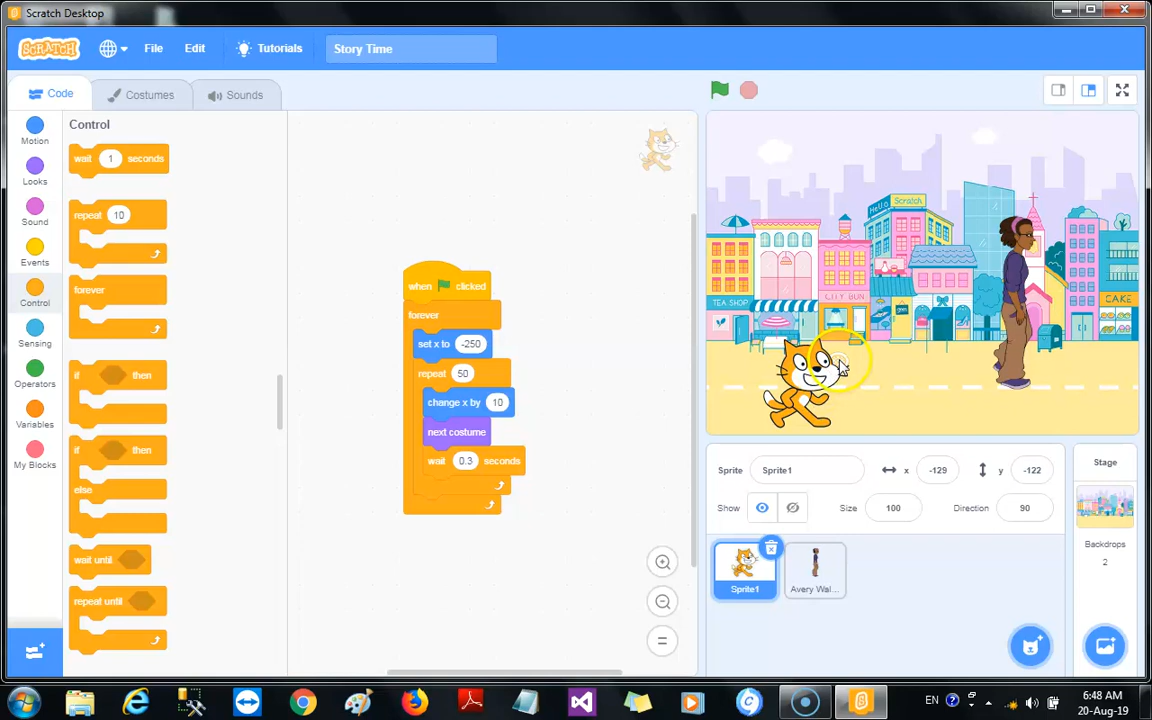 Scratch Desktop
SCRATCH
File
Edit
Tutorials
Story Time
Code
Costumes
Sounds
Motion
Looks
Sound
Events
Control
Sensing
Operators
Variables
My Blocks
Control
wait 1 seconds
repeat 10
forever
if then
if then
else
wait until
repeat until
when clicked
forever
set x to -250
repeat 50
change x by 10
next costume
wait 0.3 seconds
Hello Scratch
TEA SHOP
CITY BUN
CAKE
Sprite
Sprite1
x
-129
y
-122
Show
Size
100
Direction
90
Sprite1
Avery Wal...
Stage
Backdrops
2
EN
6:48 AM
20-Aug-19